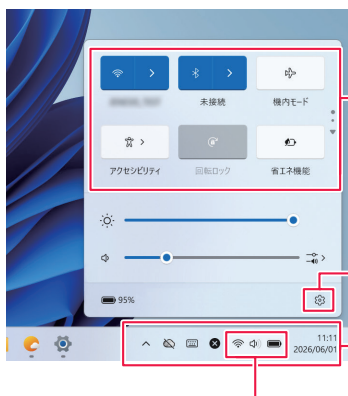 未接続
機内モード
アクセシビリティ
回転ロック
省エネ機能
95%
11:11
2026/06/01